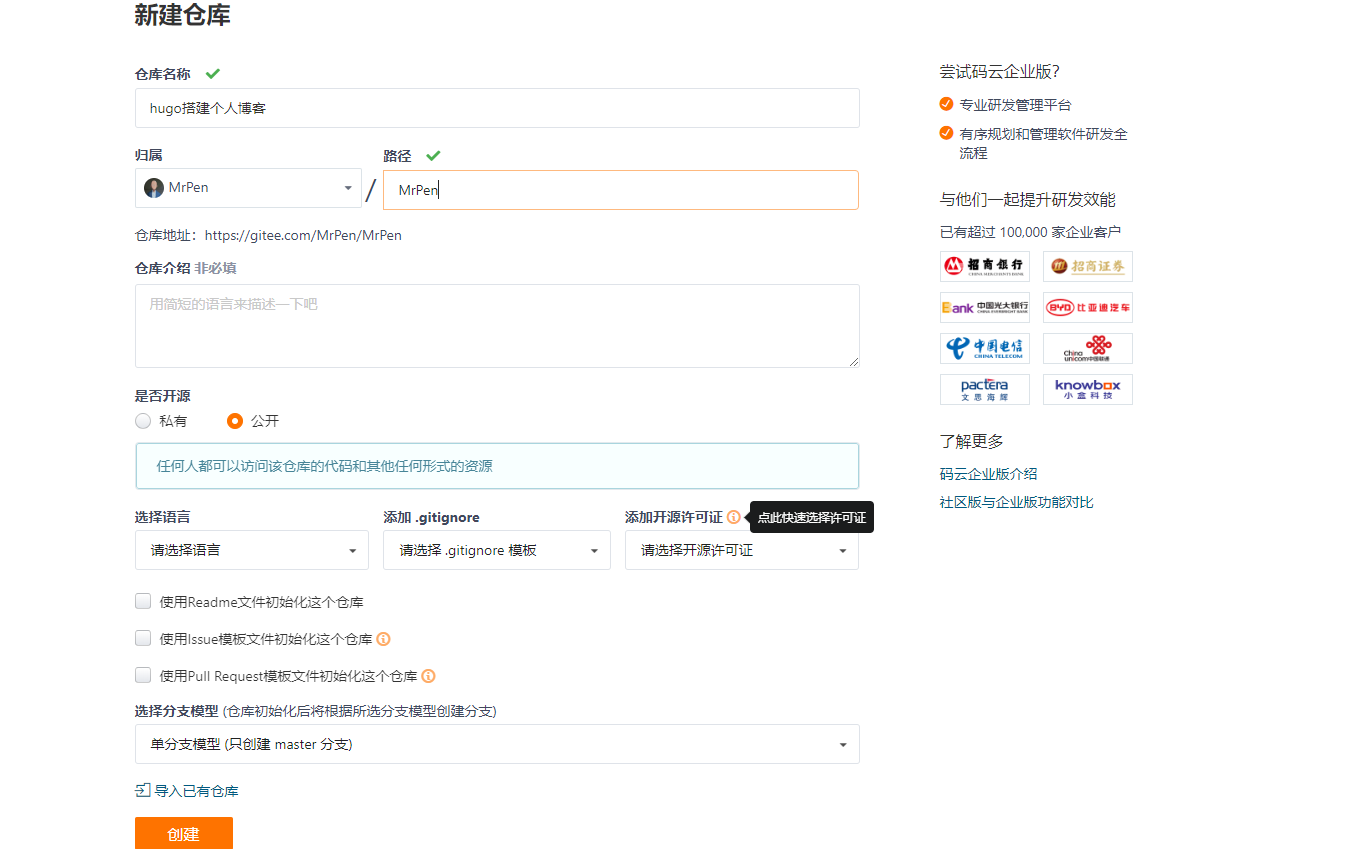 新建仓库
仓库名称
hugo搭建个人博客
归属
路径
MrPen
/
MrPen
仓库地址：https://gitee.com/MrPen/MrPen
仓库介绍 非必填
用简短的语言来描述一下吧
是否开源
私有
公开
任何人都可以访问该仓库的代码和其他任何形式的资源
选择语言
添加 .gitignore
添加开源许可证
点此快速选择许可证
请选择语言
请选择 .gitignore 模板
请选择开源许可证
使用Readme文件初始化这个仓库
使用Issue模板文件初始化这个仓库
使用Pull Request模板文件初始化这个仓库
选择分支模型 (仓库初始化后将根据所选分支模型创建分支)
单分支模型 (只创建 master 分支)
导入已有仓库
创建
尝试码云企业版?
专业研发管理平台
有序规划和管理软件研发全
流程
与他们一起提升研发效能
已有超过 100,000 家企业客户
招商银行
CHINA MERCHANTS BANK
招商证券
Bank
中国光大银行
CHINA EVERBRIGHT BANK
BYD
比亚迪汽车
中国电信
CHINA TELECOM
China
unicom中国联通
pactera
文思海辉
knowbox
小盒科技
了解更多
码云企业版介绍
社区版与企业版功能对比